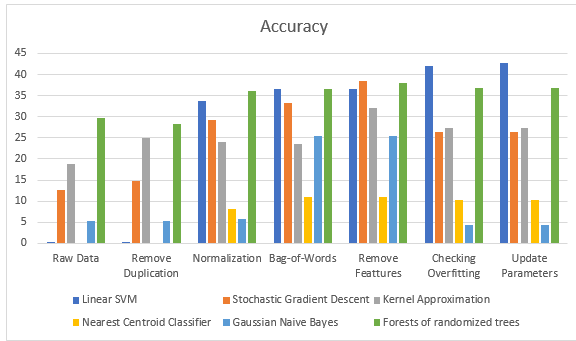 Accuracy
45
40
35
30
25
20
15
10
5
0
Raw Data
Remove Duplication
Normalization
Bag-of-Words
Remove Feattures
Checking Overfitting
Update Parameters
Linear SVM
Stochastic Gradient Descent
Kernel Approximation
Nearest Centroid Classifier
Gaussian Naive Bayes
Forests of randomized trees